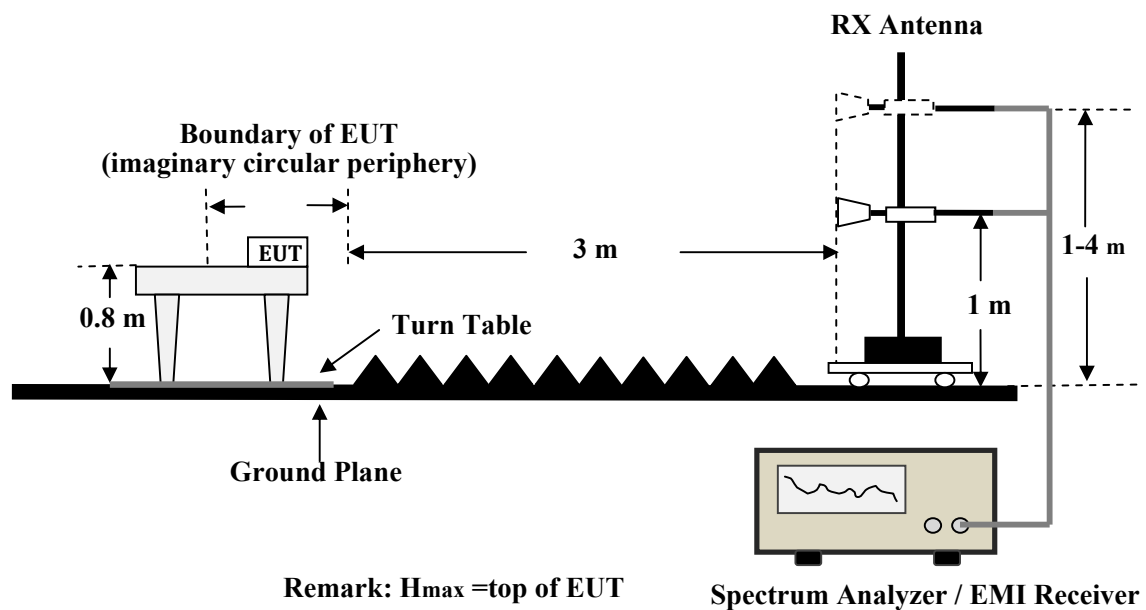 RX Antenna
Boundary of EUT
(imaginary circular periphery)
EUT
3 m
1-4 m
0.8 m
1 m
Turn Table
Ground Plane
Remark: Hmax =top of EUT
Spectrum Analyzer / EMI Receiver